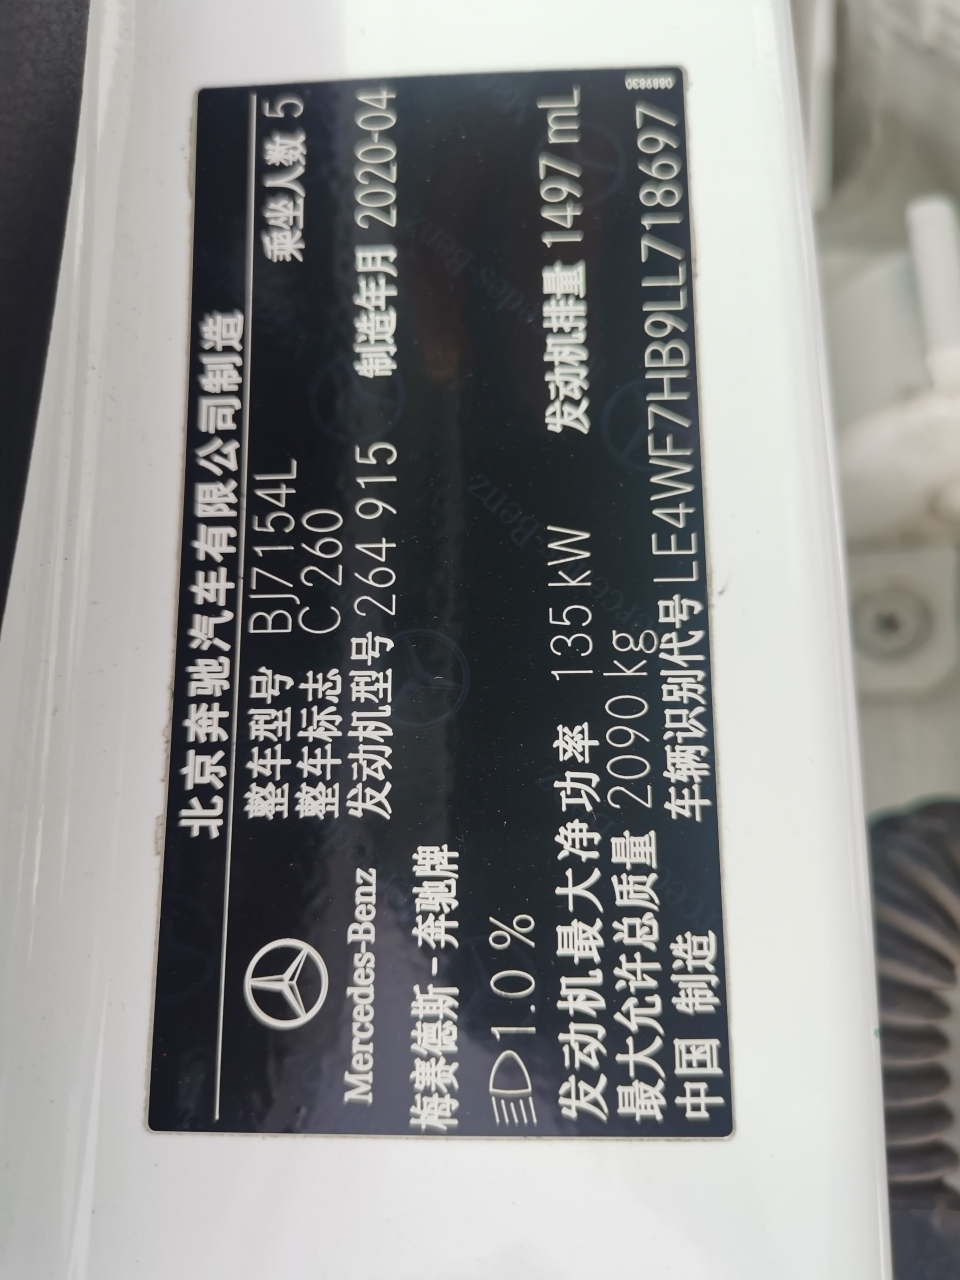 北京奔驰汽车有限公司制造
Mercedes-Benz
梅赛德斯-奔驰牌
整车型号 BJ7154L 乘坐人数 5
整车标志 C 260
发动机型号 264 915 制造年月 2020-04
1.0 %
发动机最大净功率 135 kW 发动机排量 1497 mL
最大允许总质量 2090 kg
中国 制造 车辆识别代号 LE4WF7HB9LL718697
0689830